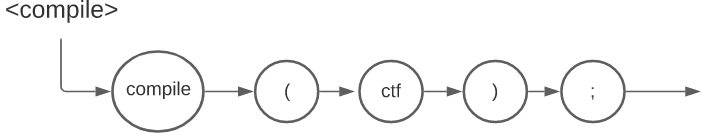 <compile>
compile ( ctf ) ;